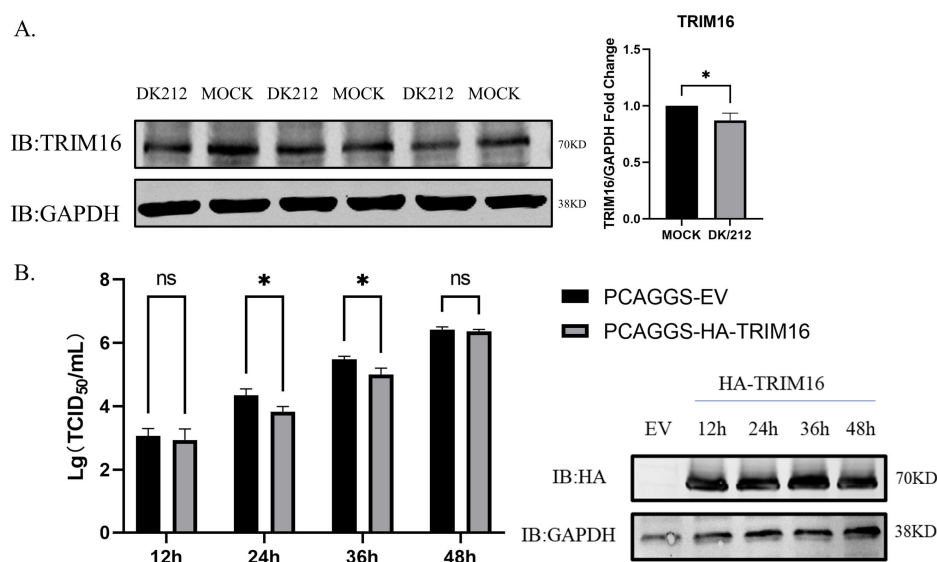 A.
DK212 MOCK DK212 MOCK DK212 MOCK
IB:TRIM16
70KD
IB:GAPDH
38KD
TRIM16
TRIM16/GAPDH Fold Change
1.5
1.0
0.5
0.0
*
MOCK DK/212
B.
Lg(TCID50/mL)
8
6
4
2
0
ns * * ns
12h 24h 36h 48h
PCAGGS-EV
PCAGGS-HA-TRIM16
HA-TRIM16
EV 12h 24h 36h 48h
IB:HA
70KD
IB:GAPDH
38KD